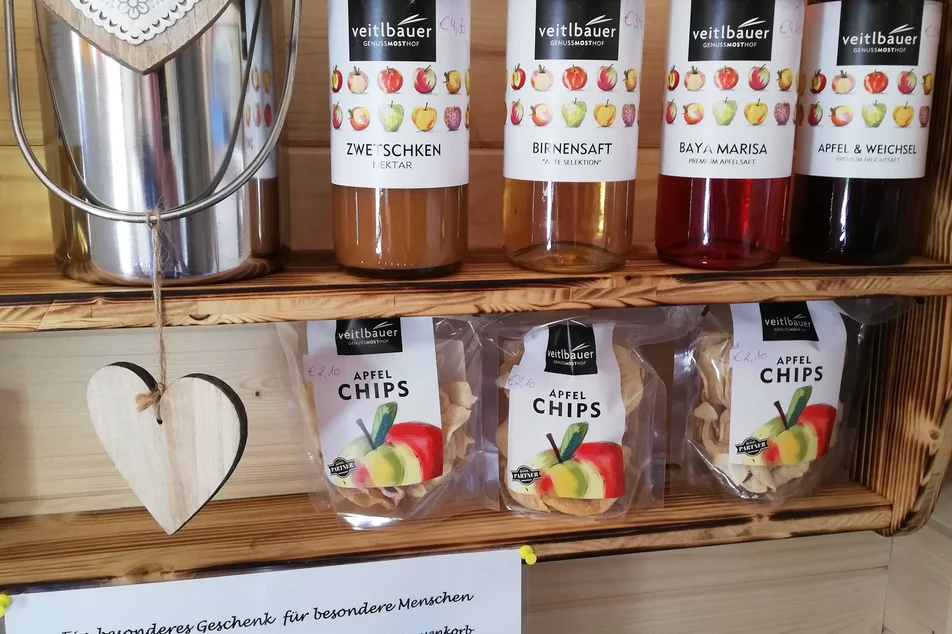 veitlbauer
GENUSSMOSTHOF
ZWETSCHKEN
NEKTAR
veitlbauer
GENUSSMOSTHOF
BIRNENSAFT
"ALTE SELEKTION"
veitlbauer
GENUSSMOSTHOF
BAYA MARISA
PREMIUM APFELSAFT
veitlbauer
GENUSSMOSTHOF
APFEL & WEICHSEL
PREMIUM FRUCHTSAFT
veitlbauer
GENUSSMOSTHOF
€2,10
APFEL
CHIPS
PARTNER
veitlbauer
GENUSSMOSTHOF
€2,10
APFEL
CHIPS
PARTNER
veitlbauer
GENUSSMOSTHOF
€2,10
APFEL
CHIPS
PARTNER
besonderes Geschenk für besondere Menschen